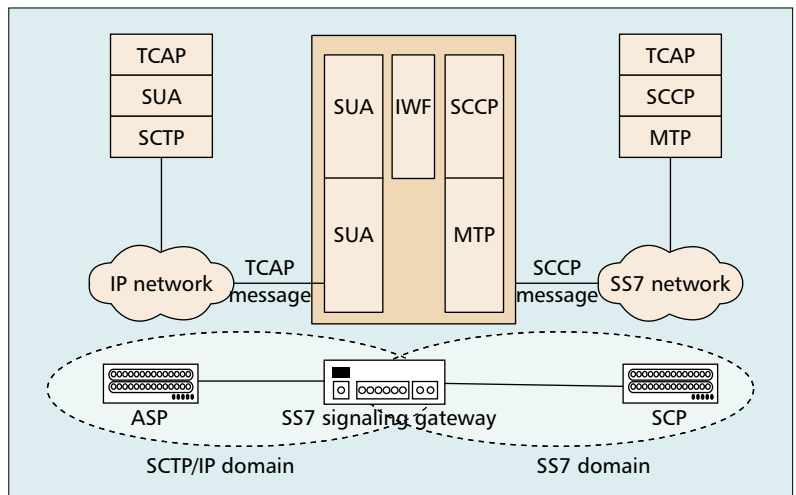 TCAP
SUA
SCTP
SUA
IWF
SCCP
SUA
MTP
TCAP
SCCP
MTP
IP network
TCAP
message
SCCP
message
SS7 network
ASP
SS7 signaling gateway
SCP
SCTP/IP domain
SS7 domain